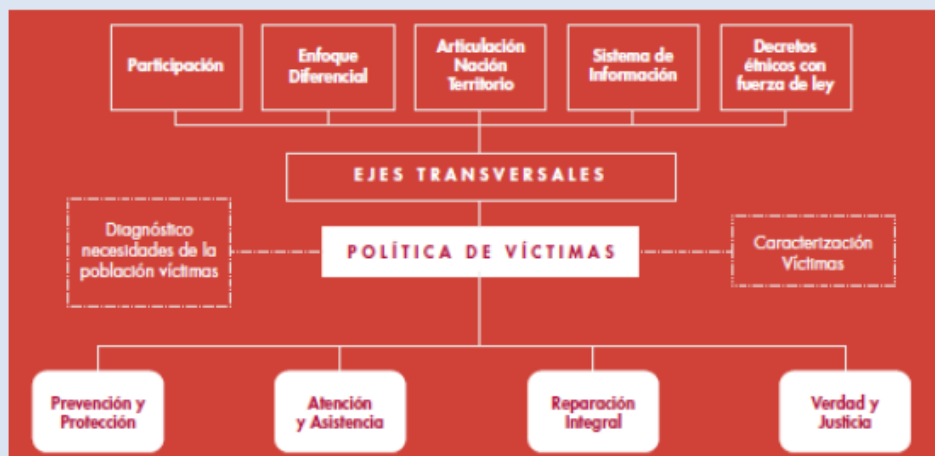 Participación
Enfoque
Diferencial
Articulación
Nación
Territorio
Sistema de
Información
Decretos
étnicos con
fuerza de ley
EJES TRANSVERSALES
Diagnóstico
necesidades de la
población víctimas
POLÍTICA DE VÍCTIMAS
Caracterización
Víctimas
Prevención y
Protección
Atención
y Asistencia
Reparación
Integral
Verdad y
Justicia